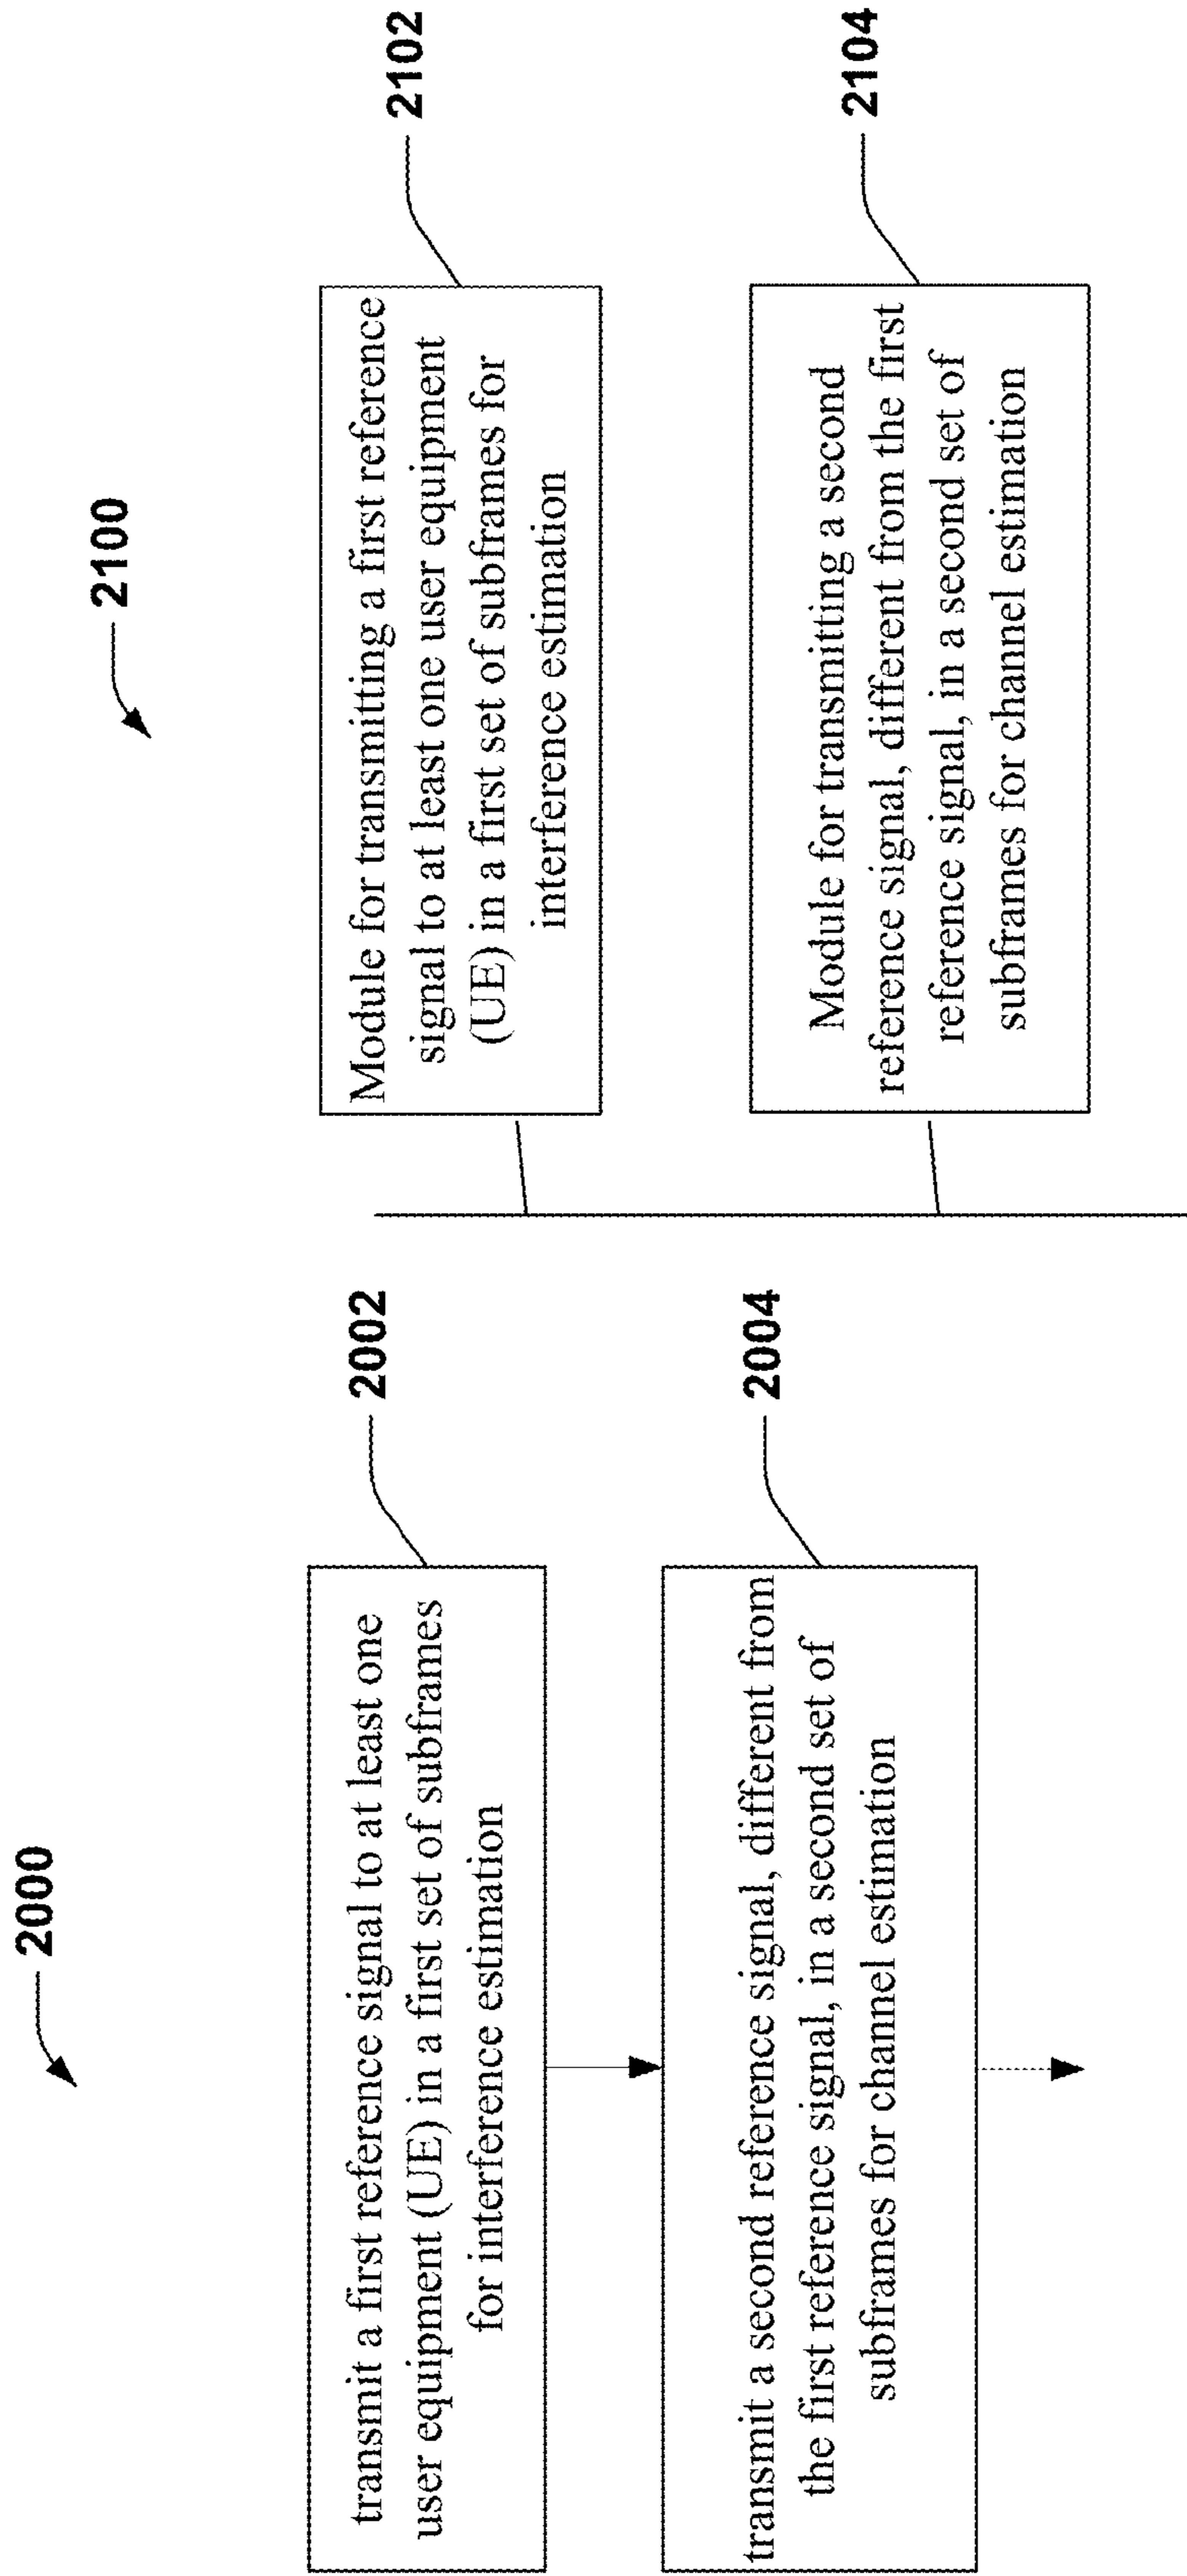 2000
transmit a first reference signal to at least one
user equipment (UE) in a first set of subframes
for interference estimation
2002
transmit a second reference signal, different from
the first reference signal, in a second set of
subframes for channel estimation
2004
2100
Module for transmitting a first reference
signal to at least one user equipment
(UE) in a first set of subframes for
interference estimation
2102
Module for transmitting a second
reference signal, different from the first
reference signal, in a second set of
subframes for channel estimation
2104